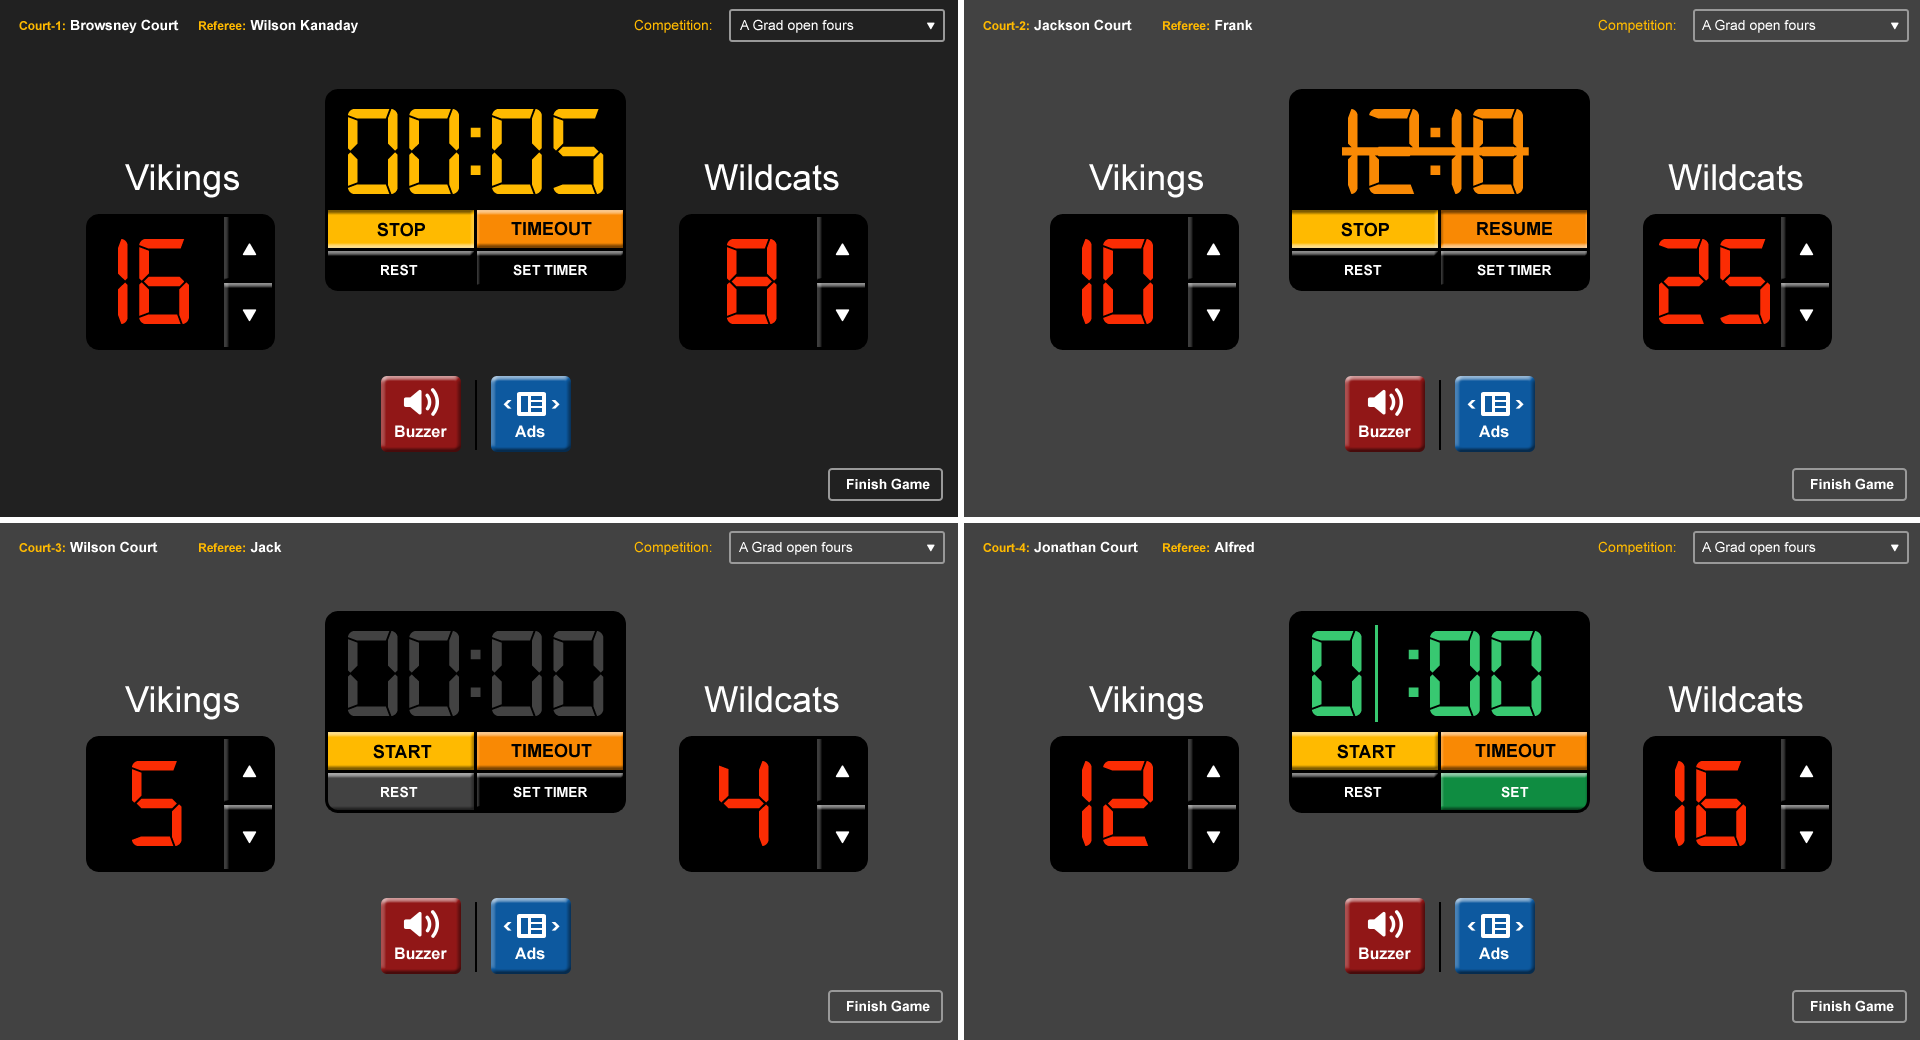 Court-1: Browsney Court Referee: Wilson Kanaday Competition: A Grad open fours
00:05
Vikings Wildcats
STOP TIMEOUT
16 8
REST SET TIMER
Buzzer Ads
Finish Game
Court-2: Jackson Court Referee: Frank Competition: A Grad open fours
12:18
Vikings Wildcats
STOP RESUME
10 25
REST SET TIMER
Buzzer Ads
Finish Game
Court-3: Wilson Court Referee: Jack Competition: A Grad open fours
00:00
Vikings Wildcats
START TIMEOUT
5 4
REST SET TIMER
Buzzer Ads
Finish Game
Court-4: Jonathan Court Referee: Alfred Competition: A Grad open fours
0 :00
Vikings Wildcats
START TIMEOUT
12 16
REST SET
Buzzer Ads
Finish Game